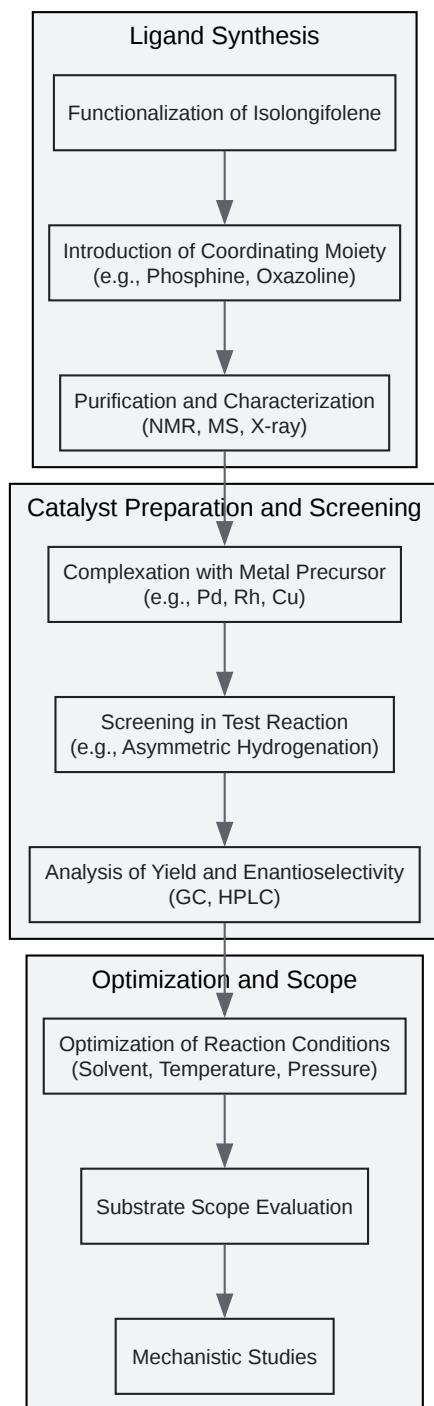 Ligand Synthesis
Functionalization of Isolongifolene
Introduction of Coordinating Moiety
(e.g., Phosphine, Oxazoline)
Purification and Characterization
(NMR, MS, X-ray)
Catalyst Preparation and Screening
Complexation with Metal Precursor
(e.g., Pd, Rh, Cu)
Screening in Test Reaction
(e.g., Asymmetric Hydrogenation)
Analysis of Yield and Enantioselectivity
(GC, HPLC)
Optimization and Scope
Optimization of Reaction Conditions
(Solvent, Temperature, Pressure)
Substrate Scope Evaluation
Mechanistic Studies